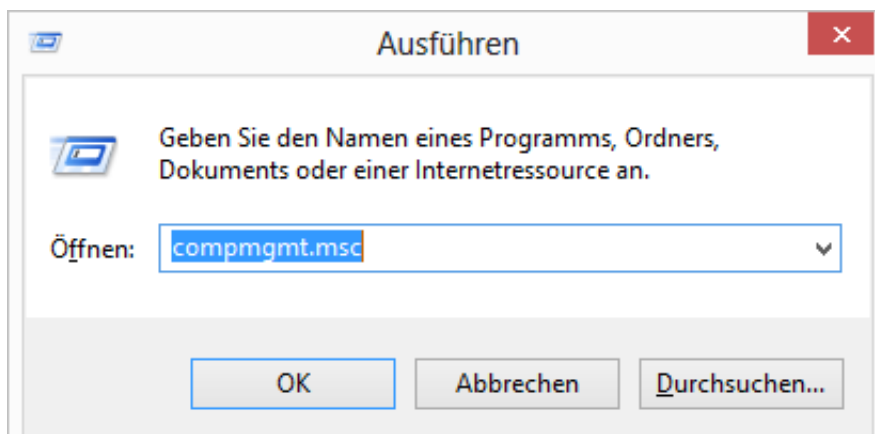 Ausführen
Geben Sie den Namen eines Programms, Ordners,
Dokuments oder einer Internetressource an.
Öffnen: compmgmt.msc
OK Abbrechen Durchsuchen...